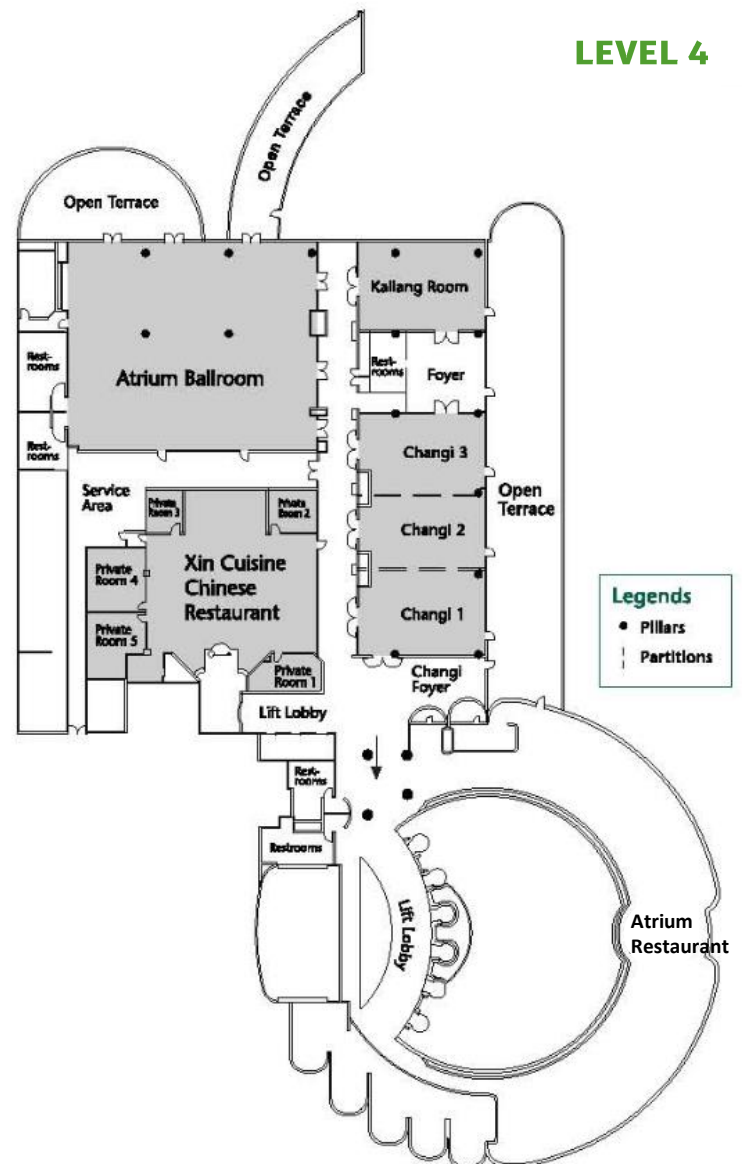 LEVEL 4
Open Terrace
Open Terrace
Kallang Room
Rest-
rooms
Atrium Ballroom
Rest-
rooms
Foyer
Rest-
rooms
Changi 3
Service
Area
Private
Room 3
Private
Room 2
Open
Terrace
Changi 2
Xin Cuisine
Chinese
Restaurant
Private
Room 4
Private
Room 5
Changi 1
Legends
Pillars
Partitions
Private
Room 1
Changi
Foyer
Lift Lobby
Rest-
rooms
Restrooms
Lift Lobby
Atrium
Restaurant